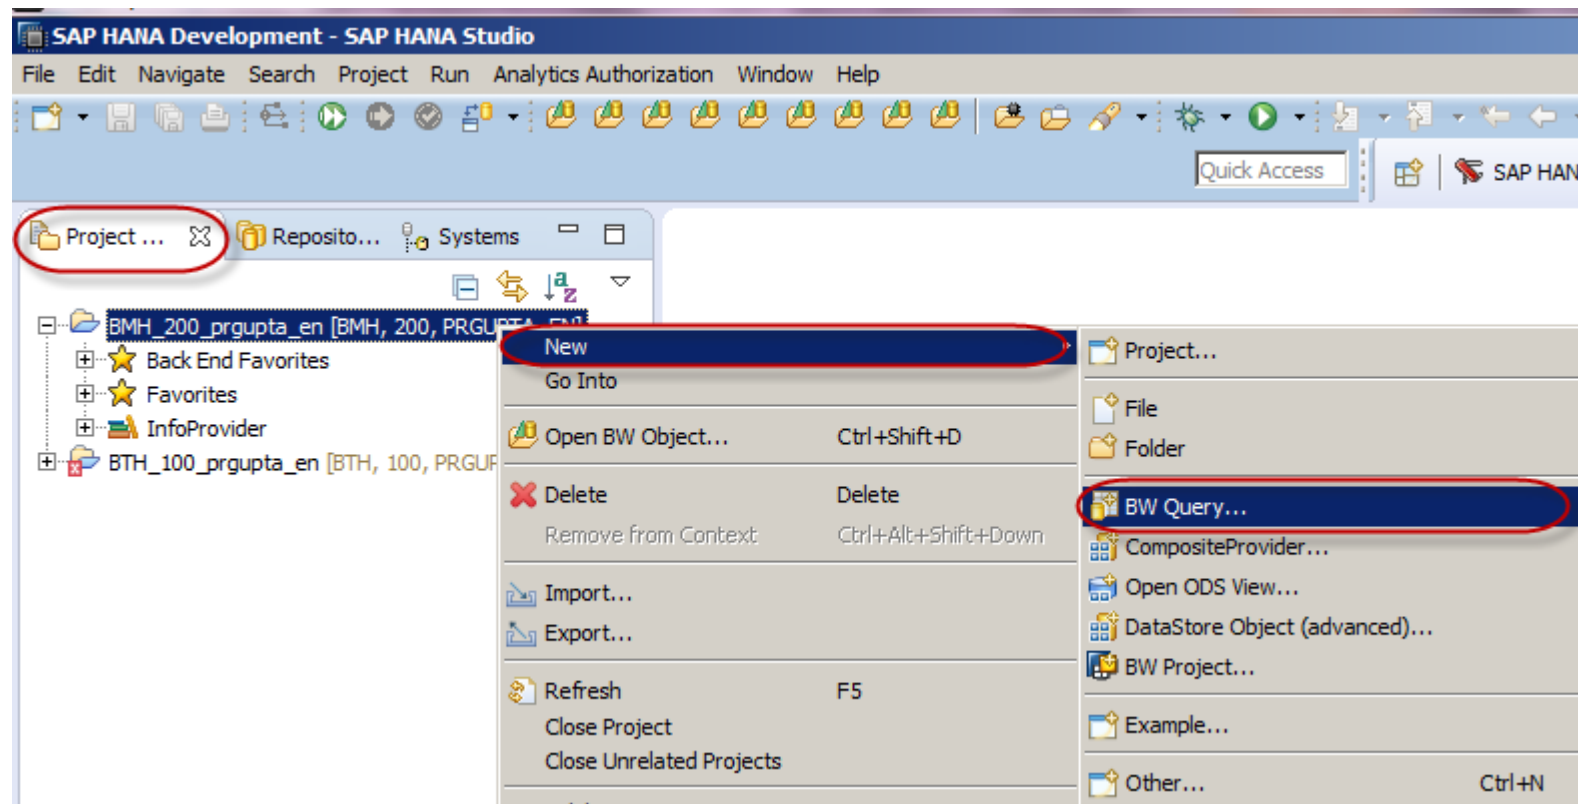 SAP HANA Development - SAP HANA Studio
File Edit Navigate Search Project Run Analytics Authorization Window Help
Quick Access
SAP HAN
Project ... Reposito... Systems
BMH_200_prgupta_en [BMH, 200, PRGUPTA, EN]
Back End Favorites
Favorites
InfoProvider
BTH_100_prgupta_en [BTH, 100, PRGUP
New
Go Into
Open BW Object... Ctrl+Shift+D
Delete Delete
Remove from Context Ctrl+Alt+Shift+Down
Import...
Export...
Refresh F5
Close Project
Close Unrelated Projects
Project...
File
Folder
BW Query...
CompositeProvider...
Open ODS View...
DataStore Object (advanced)...
BW Project...
Example...
Other... Ctrl+N